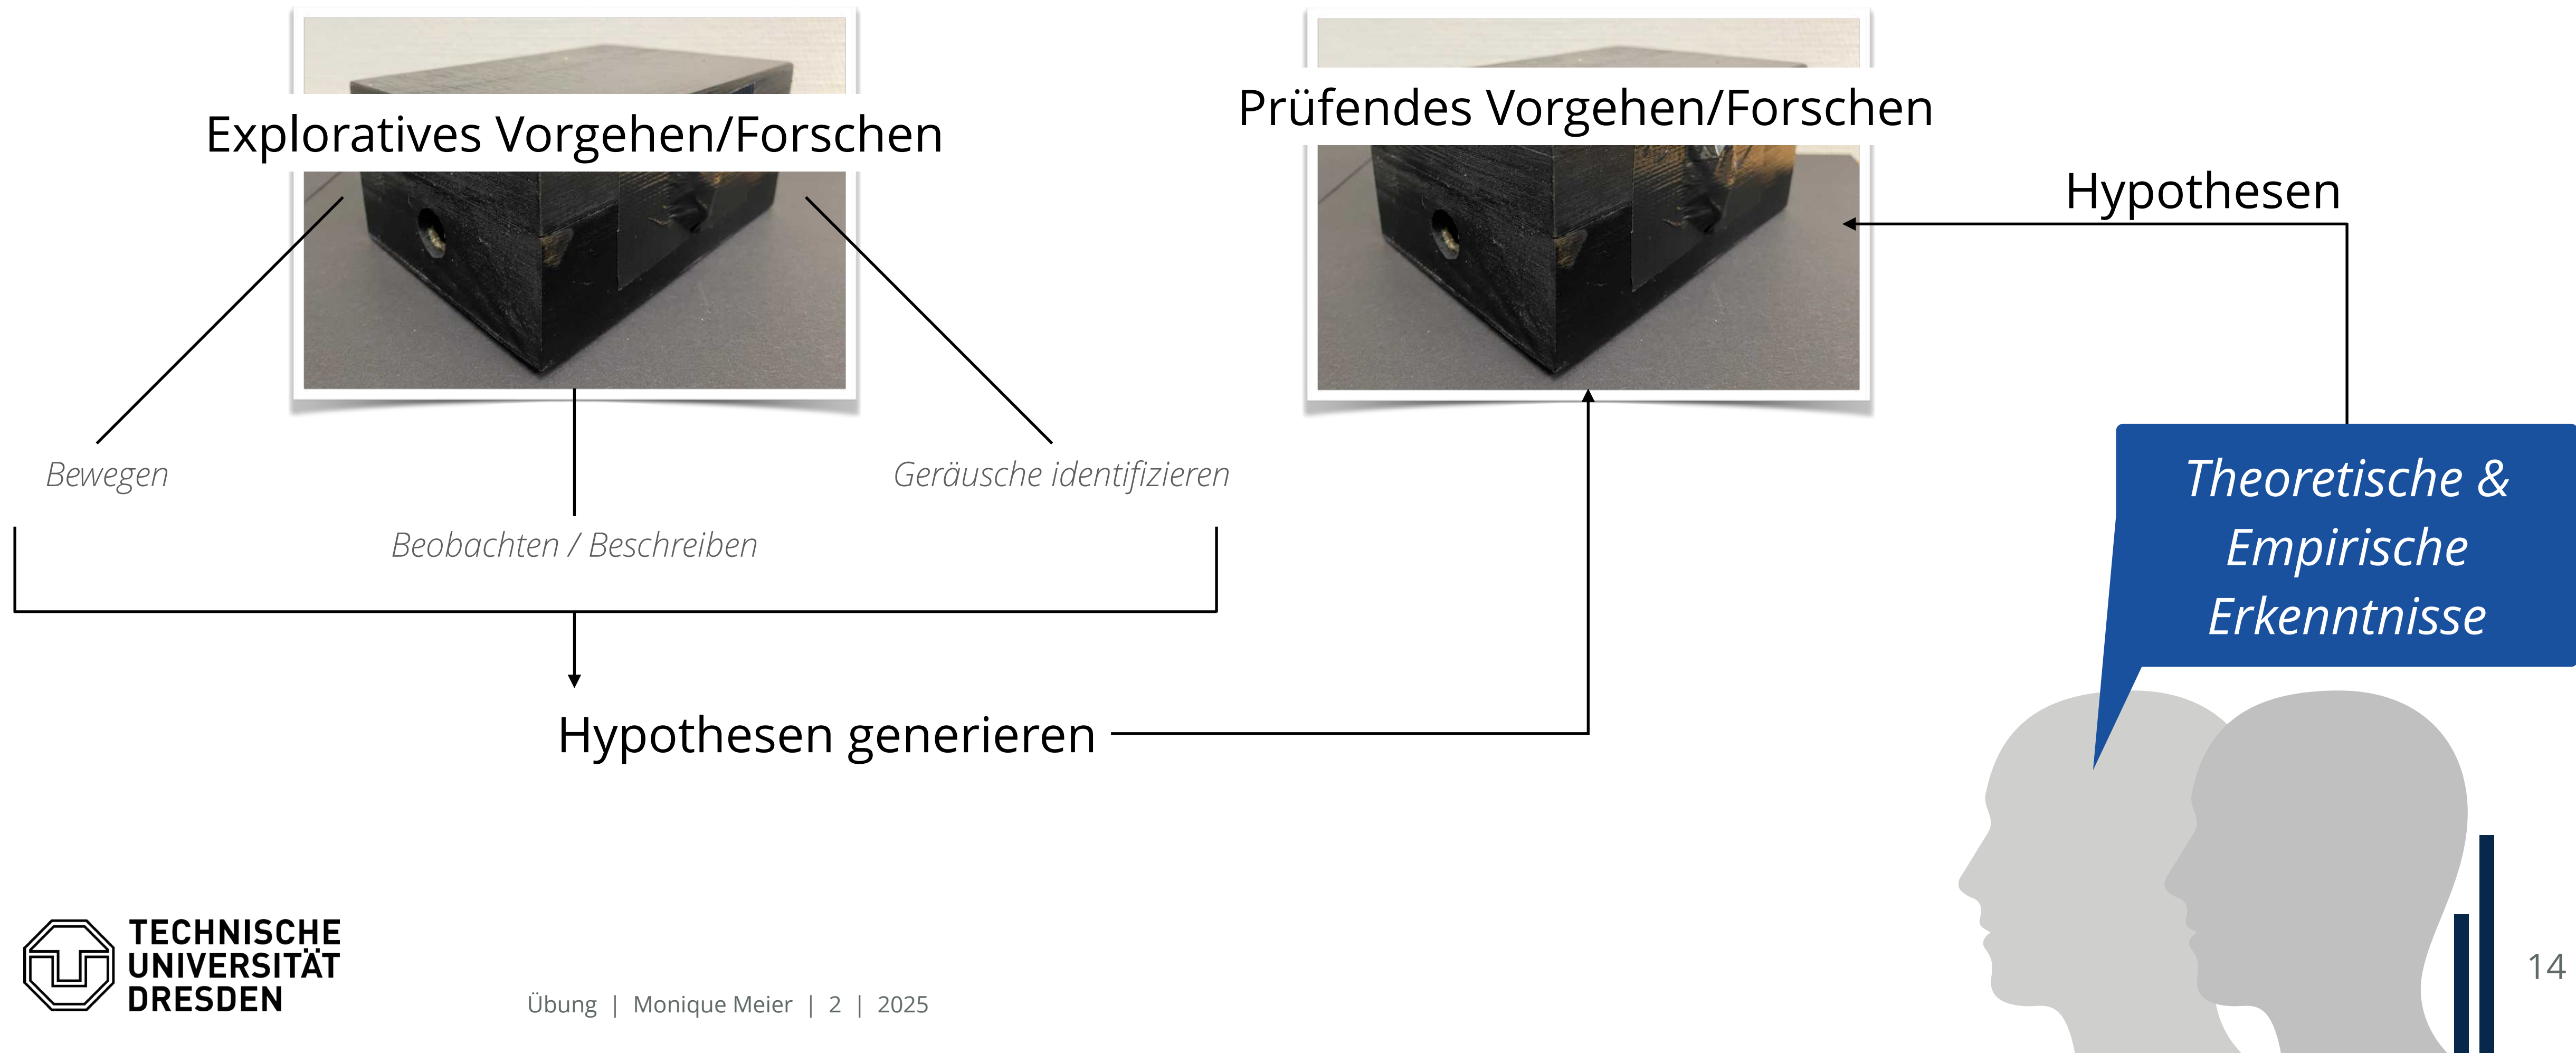 Exploratives Vorgehen/Forschen
Prüfendes Vorgehen/Forschen
Hypothesen
Bewegen
Geräusche identifizieren
Beobachten / Beschreiben
Theoretische &
Empirische
Erkenntnisse
Hypothesen generieren
TECHNISCHE
UNIVERSITÄT
DRESDEN
Übung | Monique Meier | 2 | 2025
14